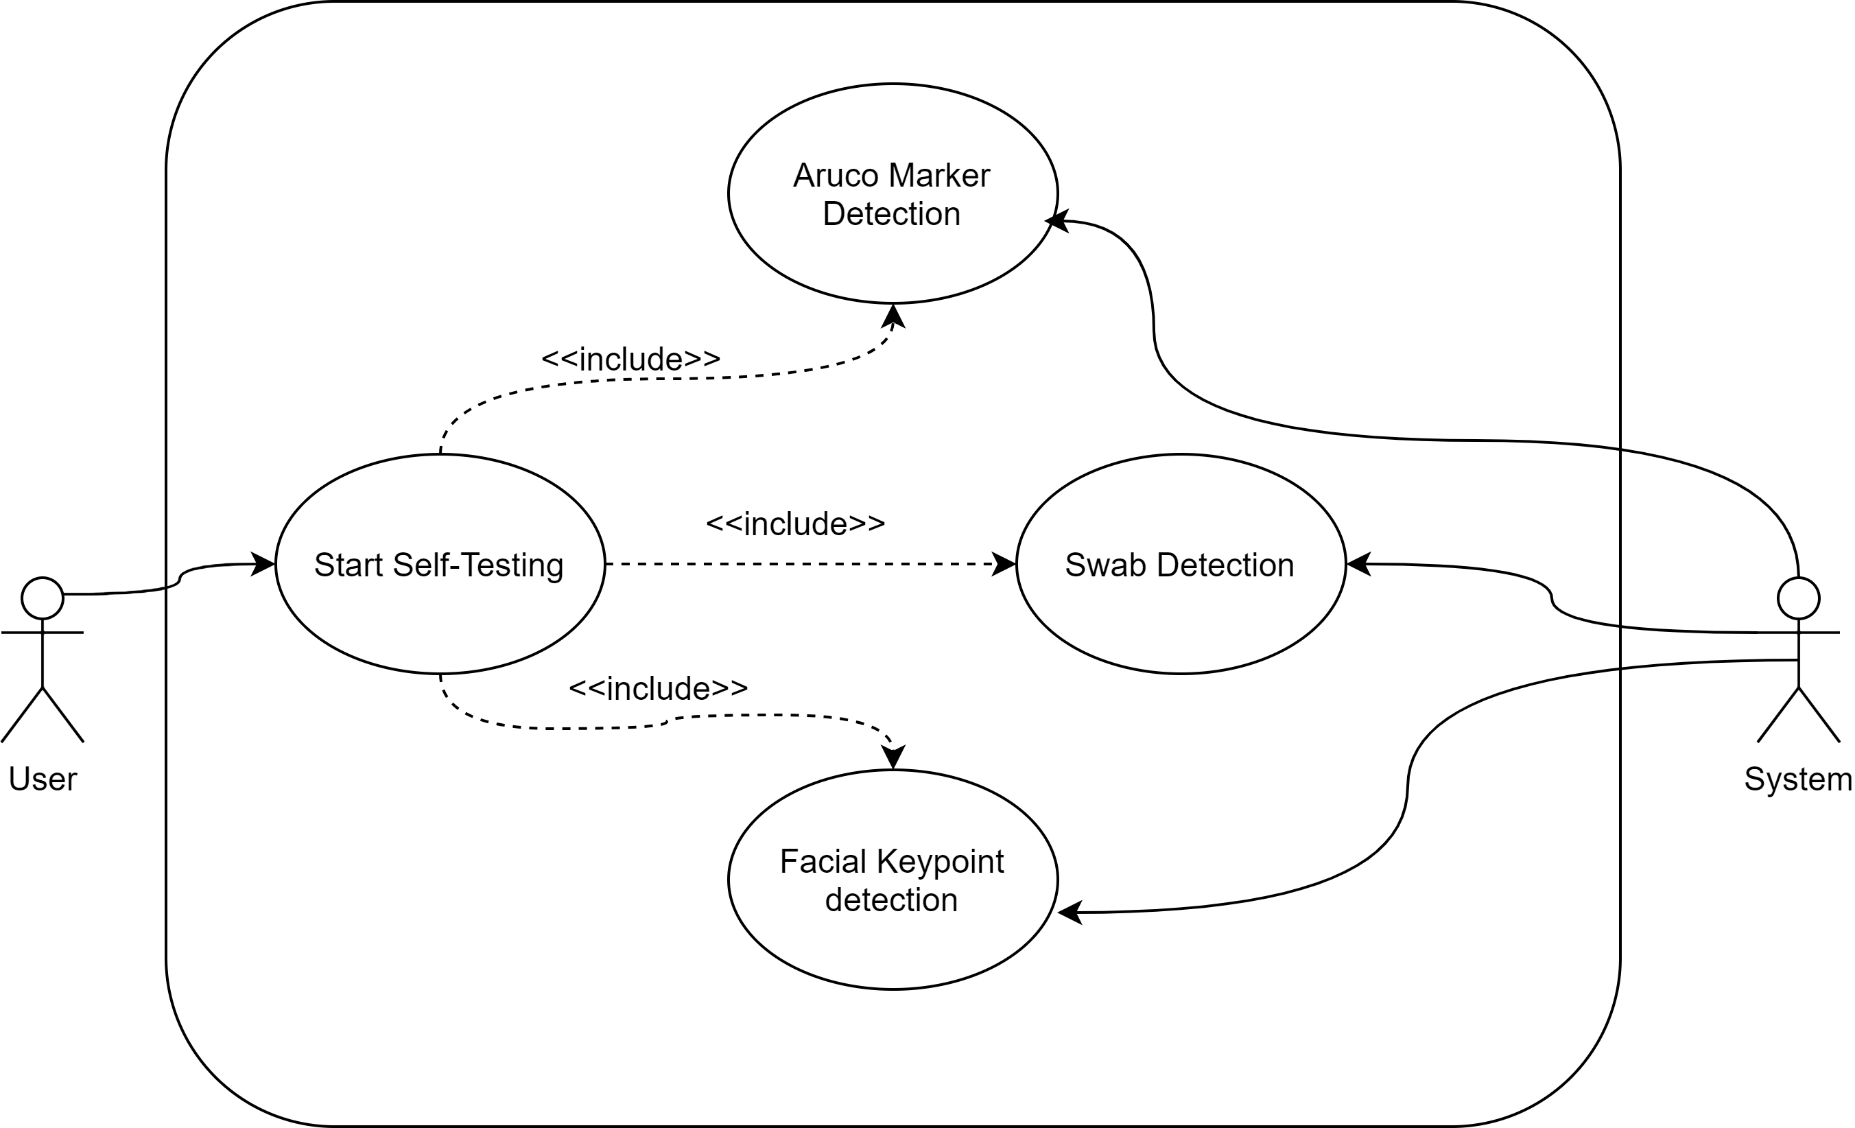 Aruco Marker
Detection
<<include>>
<<include>>
Start Self-Testing
Swab Detection
<<include>>
User
System
Facial Keypoint
detection